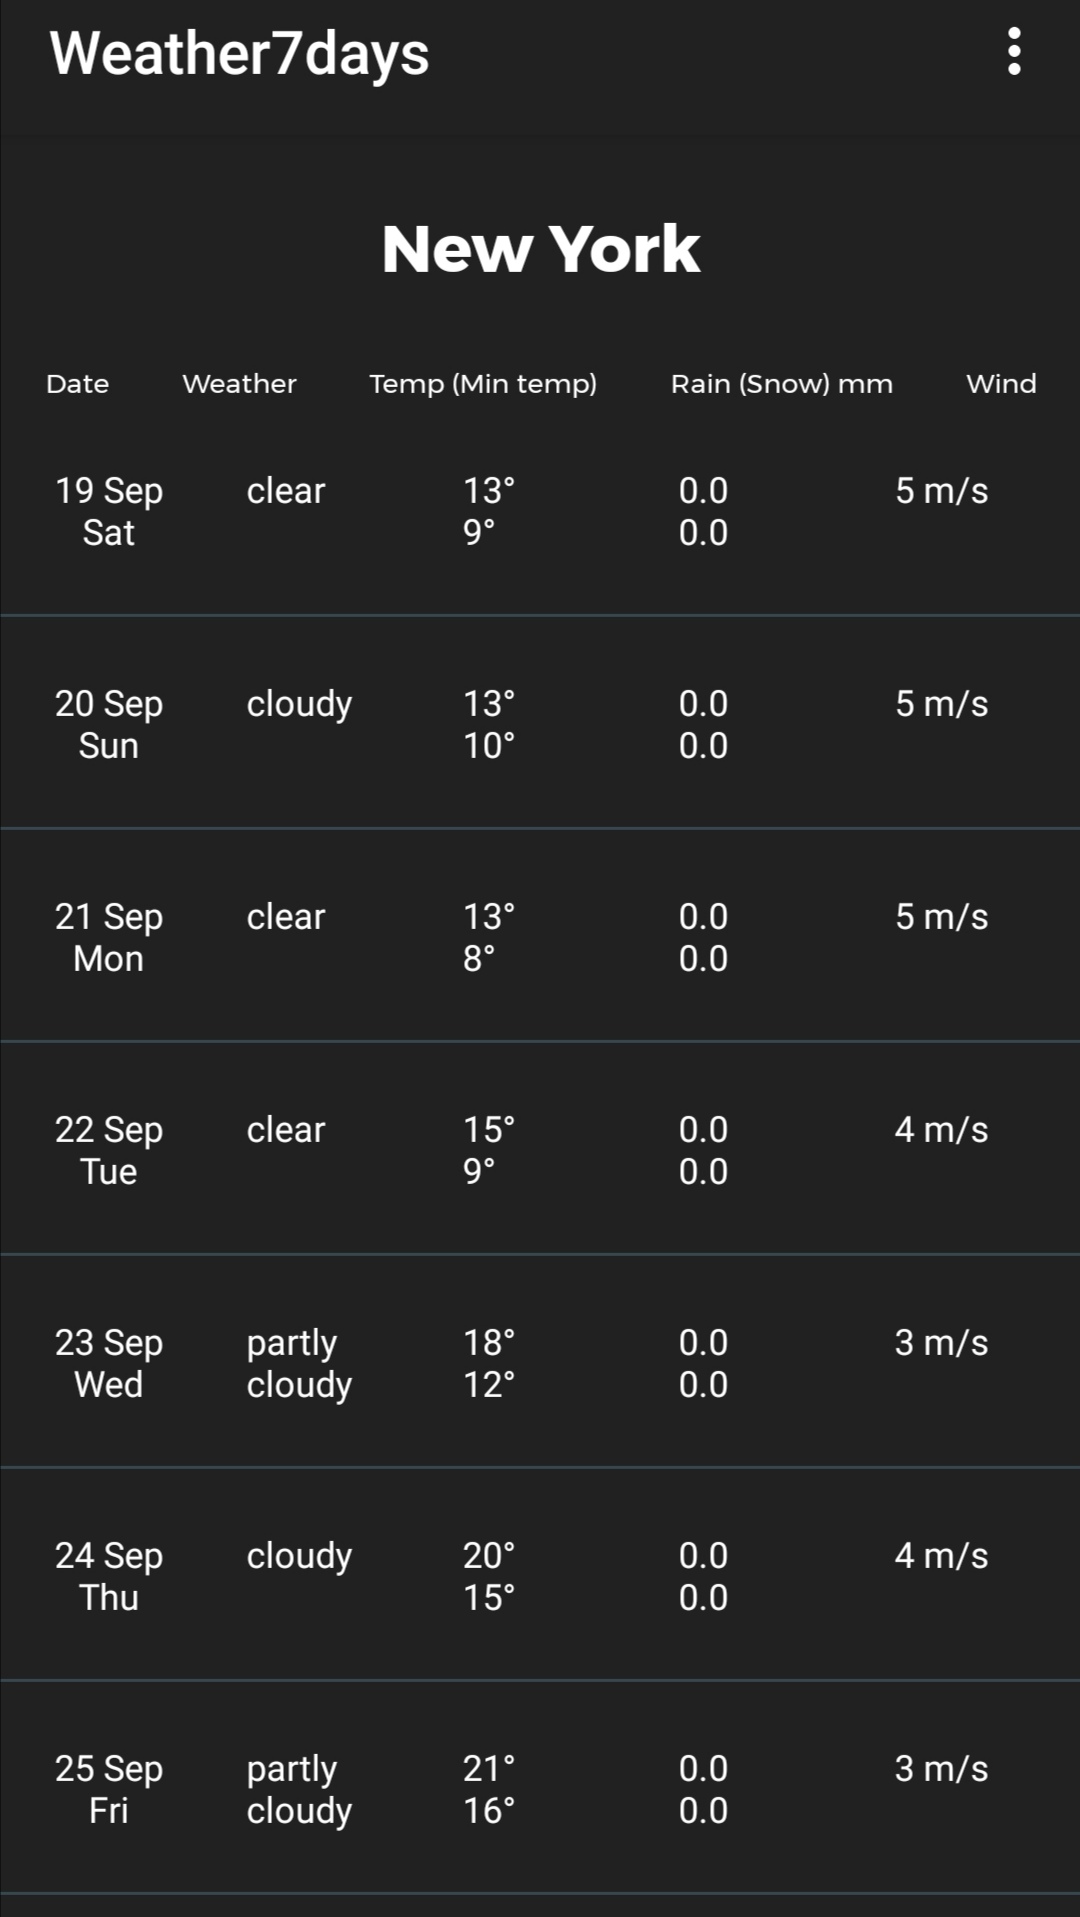 Weather7days
New York
Date Weather Temp (Min temp) Rain (Snow) mm Wind
19 Sep clear 13° 0.0 5 m/s
Sat 9° 0.0
20 Sep cloudy 13° 0.0 5 m/s
Sun 10° 0.0
21 Sep clear 13° 0.0 5 m/s
Mon 8° 0.0
22 Sep clear 15° 0.0 4 m/s
Tue 9° 0.0
23 Sep partly 18° 0.0 3 m/s
Wed cloudy 12° 0.0
24 Sep cloudy 20° 0.0 4 m/s
Thu 15° 0.0
25 Sep partly 21° 0.0 3 m/s
Fri cloudy 16° 0.0